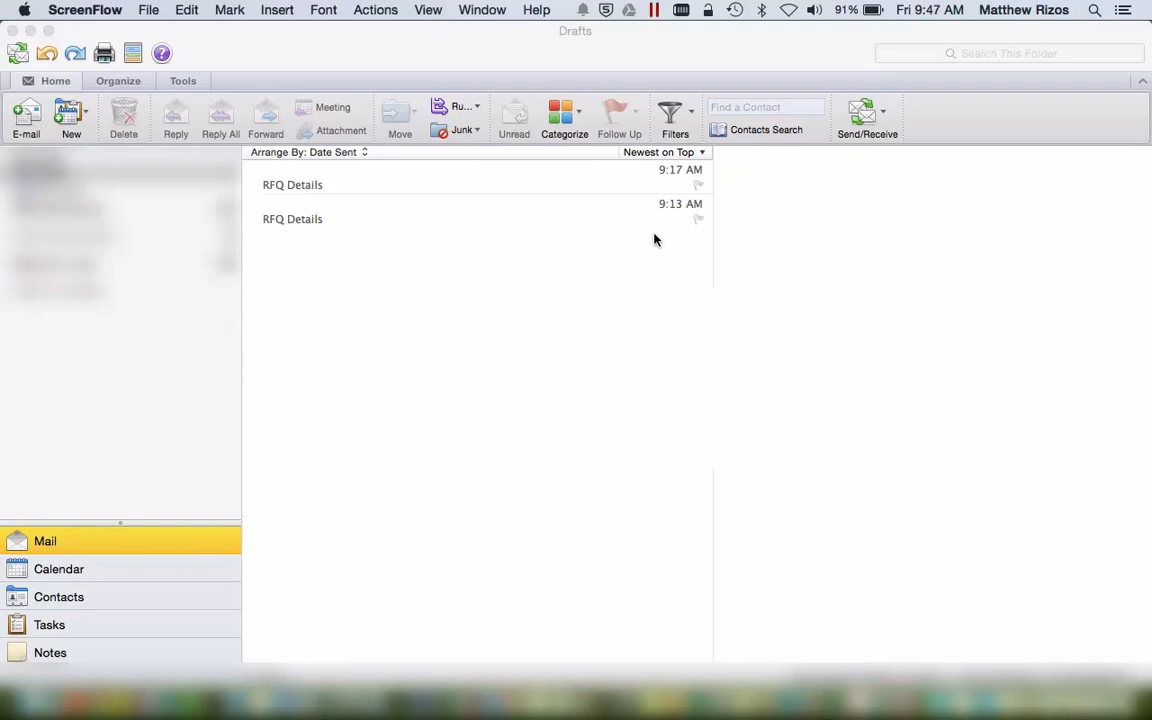 ScreenFlow File Edit Mark Insert Font Actions View Window Help 5 91% Fri 9:47 AM Matthew Rizos
Drafts
Search This Folder
Home Organize Tools
E-mail New Delete Reply Reply All Forward Meeting Attachment Move Ru... Junk Unread Categorize Follow Up Filters Find a Contact Contacts Search Send/Receive
Arrange By: Date Sent Newest on Top
9:17 AM
RFQ Details
9:13 AM
RFQ Details
Mail
Calendar
Contacts
Tasks
Notes